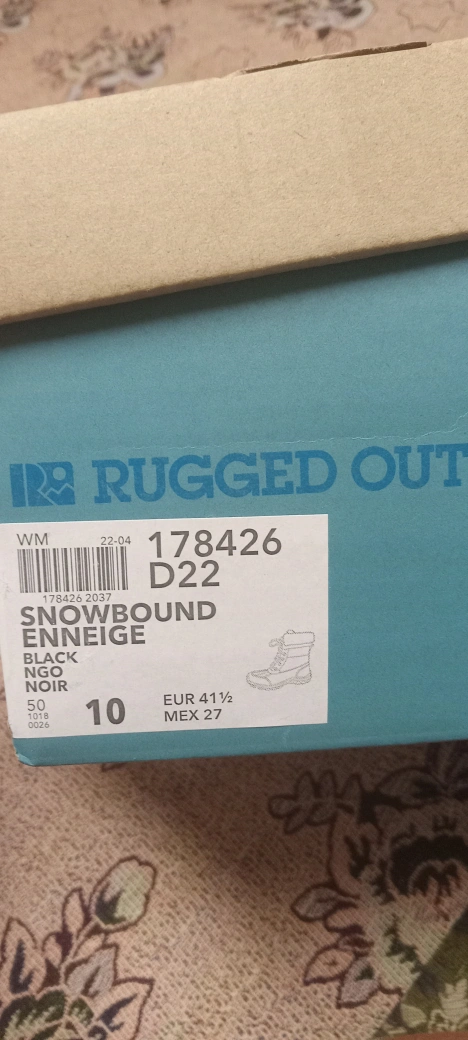 RUGGED OUT
WM 22-04 178426
D22
178426 2037
SNOWBOUND
ENNEIGE
BLACK
NGO
NOIR
50
1018
0026
10
EUR 41½
MEX 27